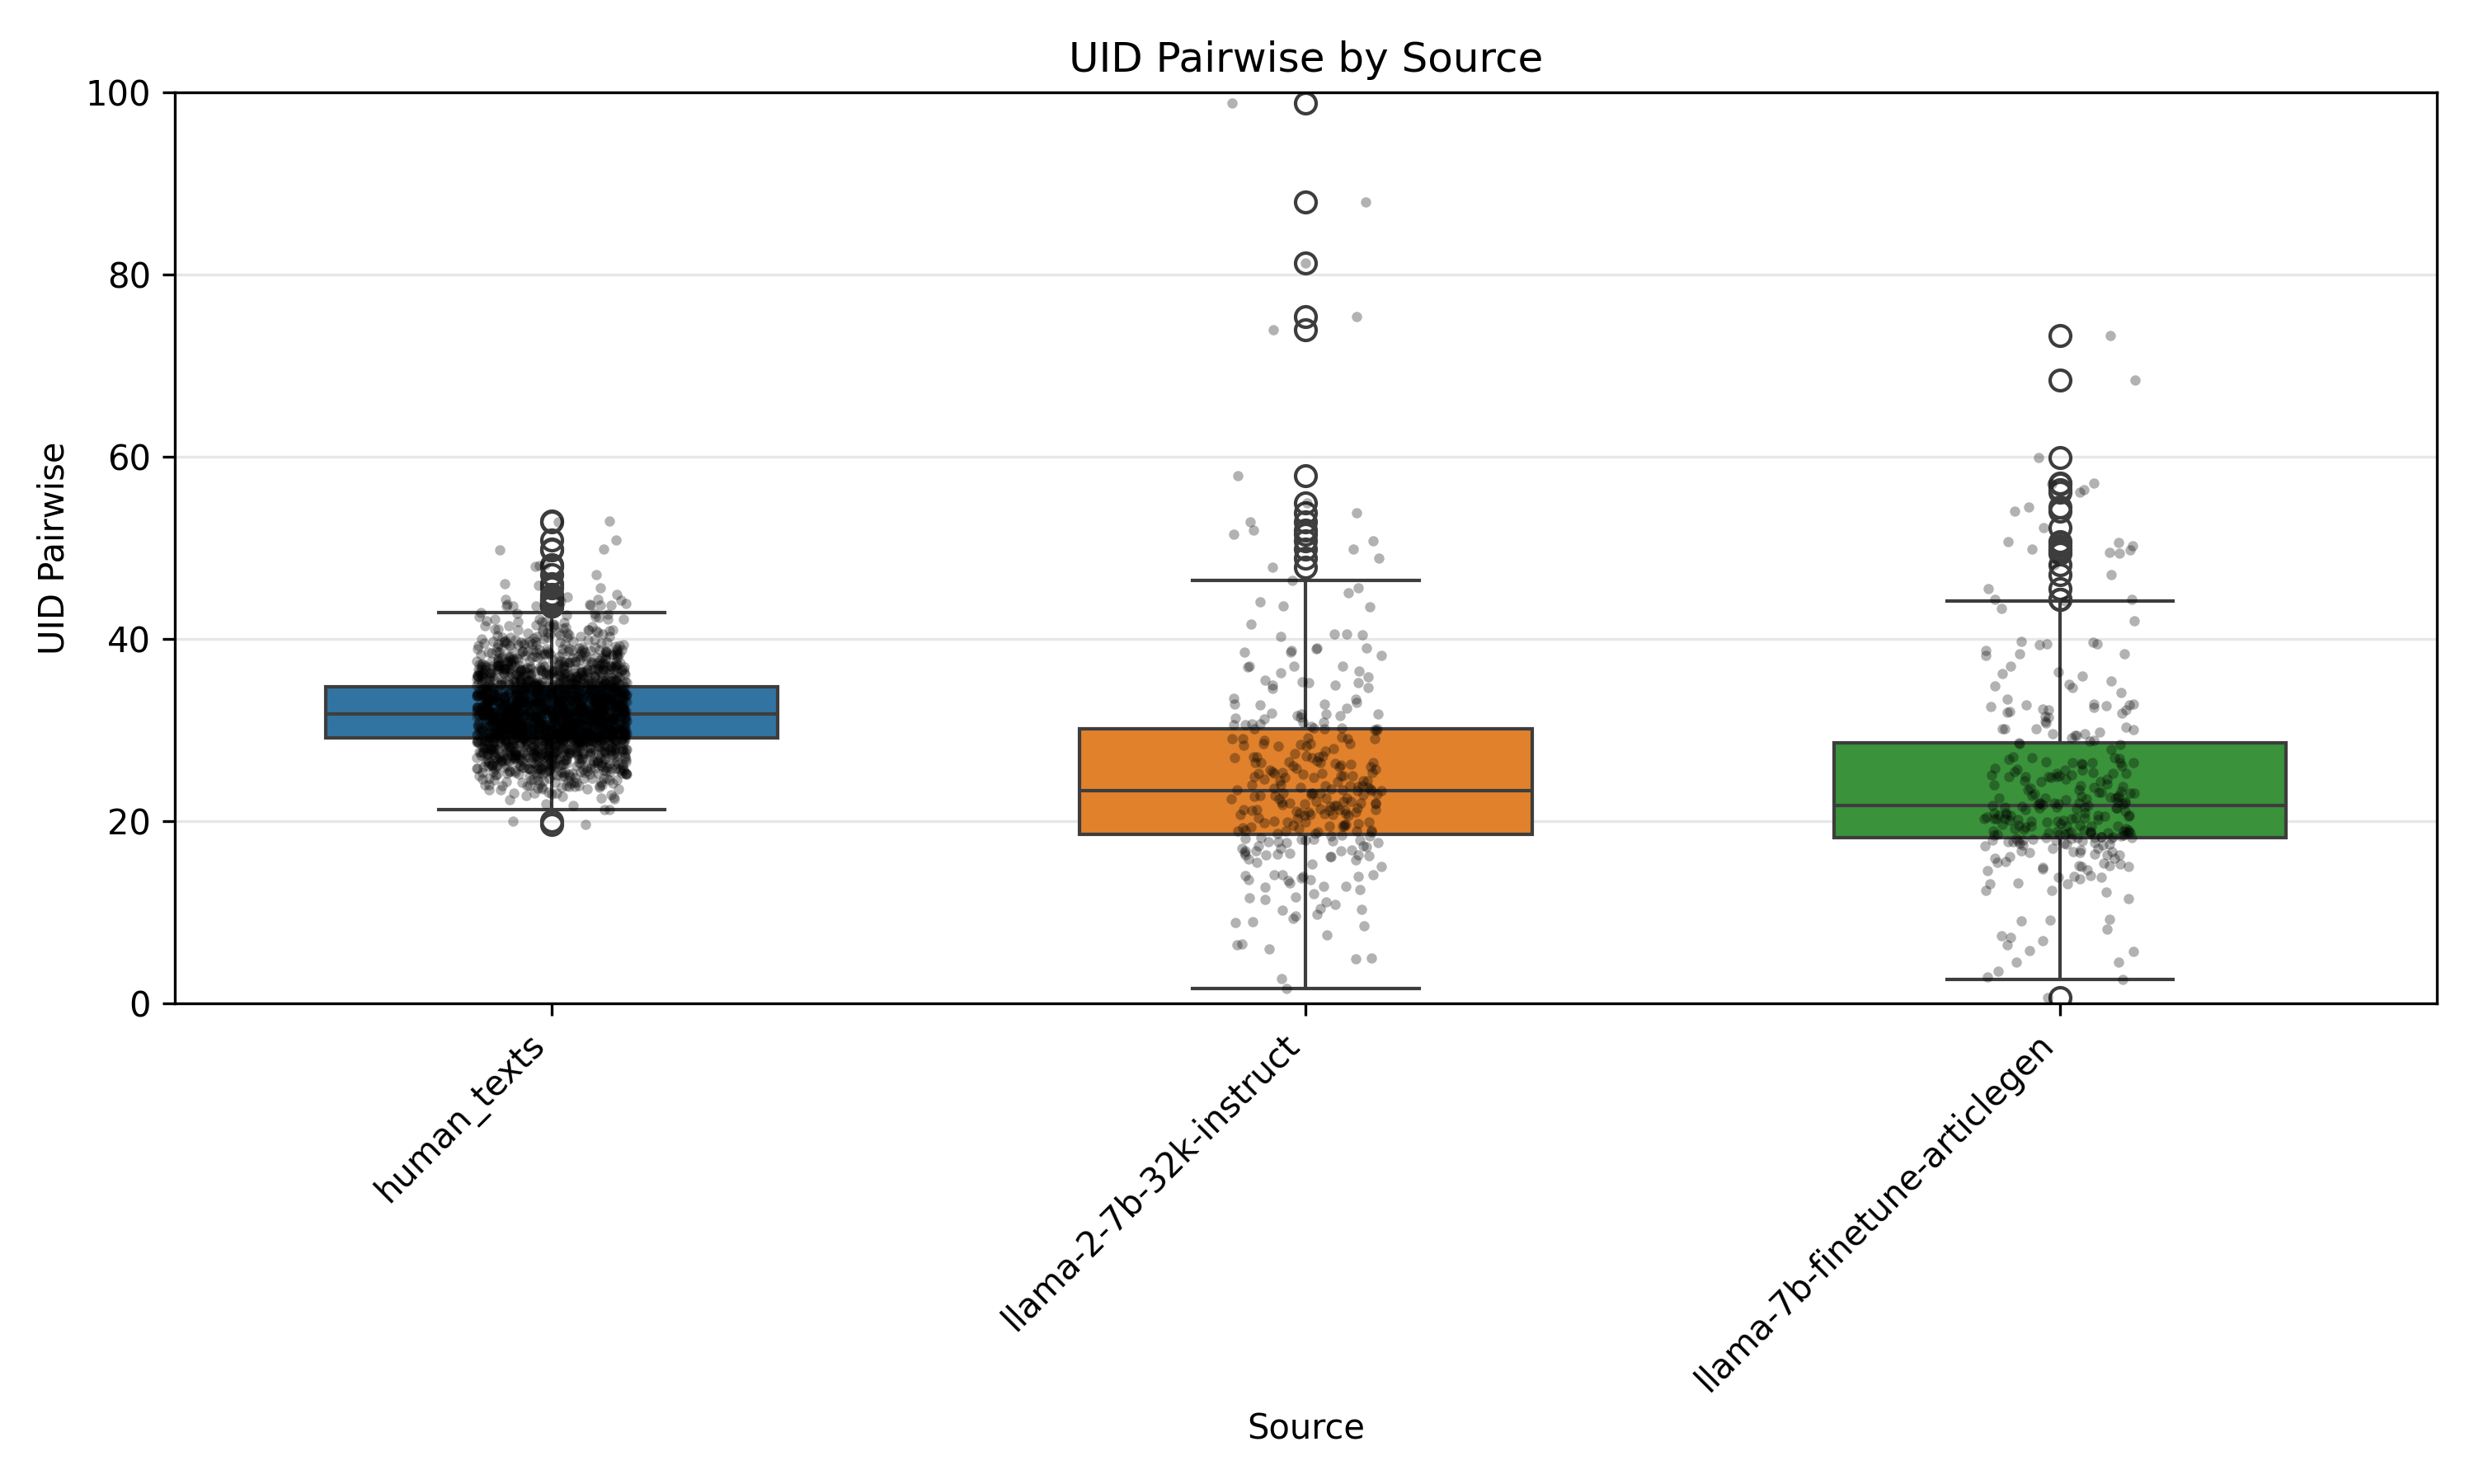 UID Pairwise by Source
UID Pairwise
100
80
60
40
20
0
human_texts
llama-2-7b-32k-instruct
llama-7b-finetune-articlegen
Source